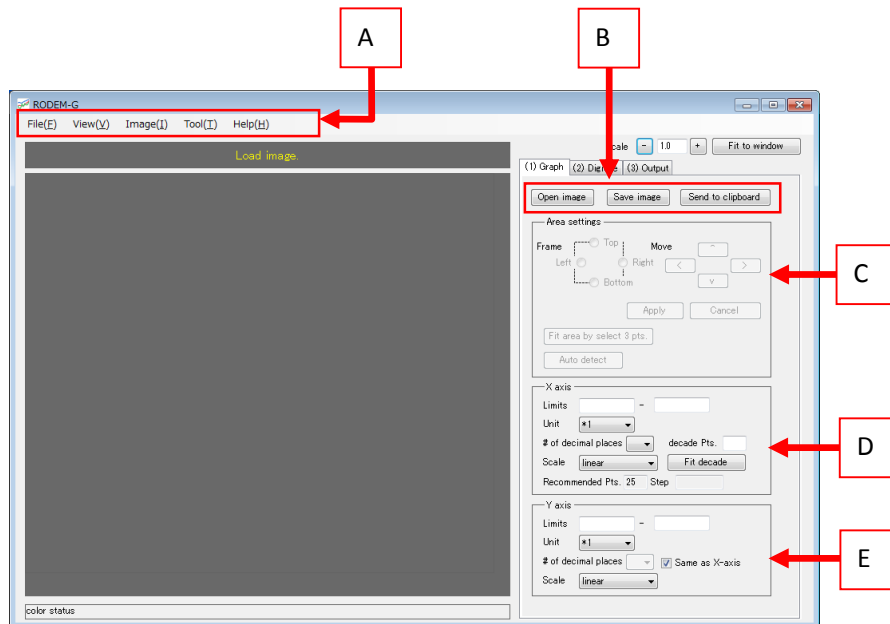 A
B
RODEM-G
File(F) View(V) Image(I) Tool(T) Help(H)
Load image.
- 1.0 + Fit to window
(1) Graph (3) Output
Open image Save image Send to clipboard
Area settings
Frame Top Move ^
Left Right < >
Bottom v
C
Apply Cancel
Fit area by select 3 pts.
Auto detect
X axis
Limits -
Unit *1
# of decimal places decade Pts.
D
Scale linear Fit decade
Recommended Pts. 25 Step
Y axis
Limits -
Unit *1
# of decimal places Same as X-axis
E
Scale linear
color status